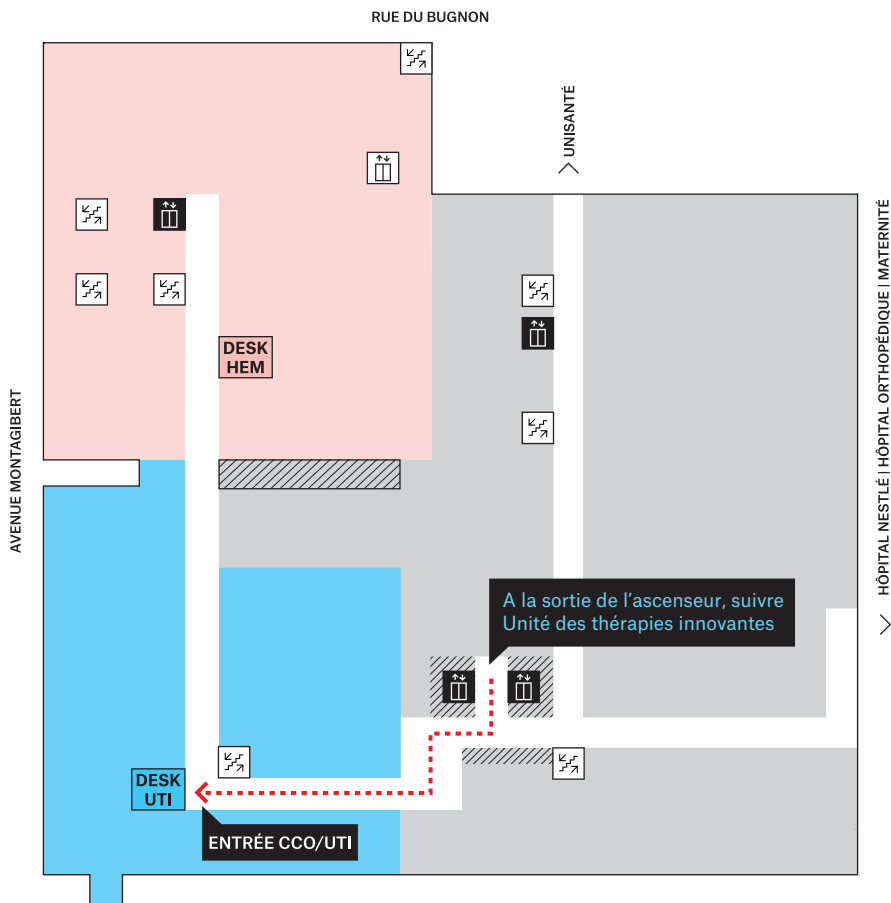 RUE DU BUGNON
UNISANTÉ
HÔPITAL NESTLÉ | HÔPITAL ORTHOPÉDIQUE | MATERNITÉ
DESK
HEM
AVENUE MONTAGIBERT
A la sortie de l'ascenseur, suivre
Unité des thérapies innovantes
DESK
UTI
ENTRÉE CCO/UTI